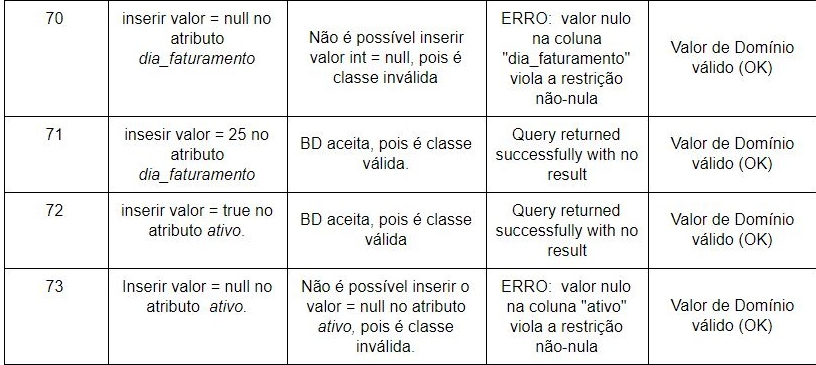 70
inserir valor = null no
atributo
dia_faturamento
Não é possível inserir
valor int = null, pois é
classe inválida
ERRO: valor nulo
na coluna
"dia_faturamento"
viola a restrição
não-nula
Valor de Domínio
válido (OK)
71
insesir valor = 25 no
atributo
dia_faturamento
BD aceita, pois é classe
válida.
Query returned
successfully with no
result
Valor de Domínio
válido (OK)
72
inserir valor = true no
atributo ativo.
BD aceita, pois é classe
válida
Query returned
successfully with no
result
Valor de Domínio
válido (OK)
73
Inserir valor = null no
atributo ativo.
Não é possível inserir o
valor = null no atributo
ativo, pois é classe
inválida.
ERRO: valor nulo
na coluna "ativo"
viola a restrição
não-nula
Valor de Domínio
válido (OK)